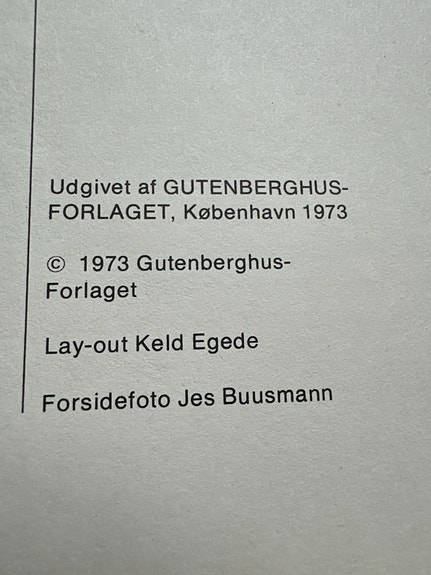 Udgivet af GUTENBERGHUS-
FORLAGET, København 1973
© 1973 Gutenberghus-
Forlaget
Lay-out Keld Egede
Forsidefoto Jes Buusmann